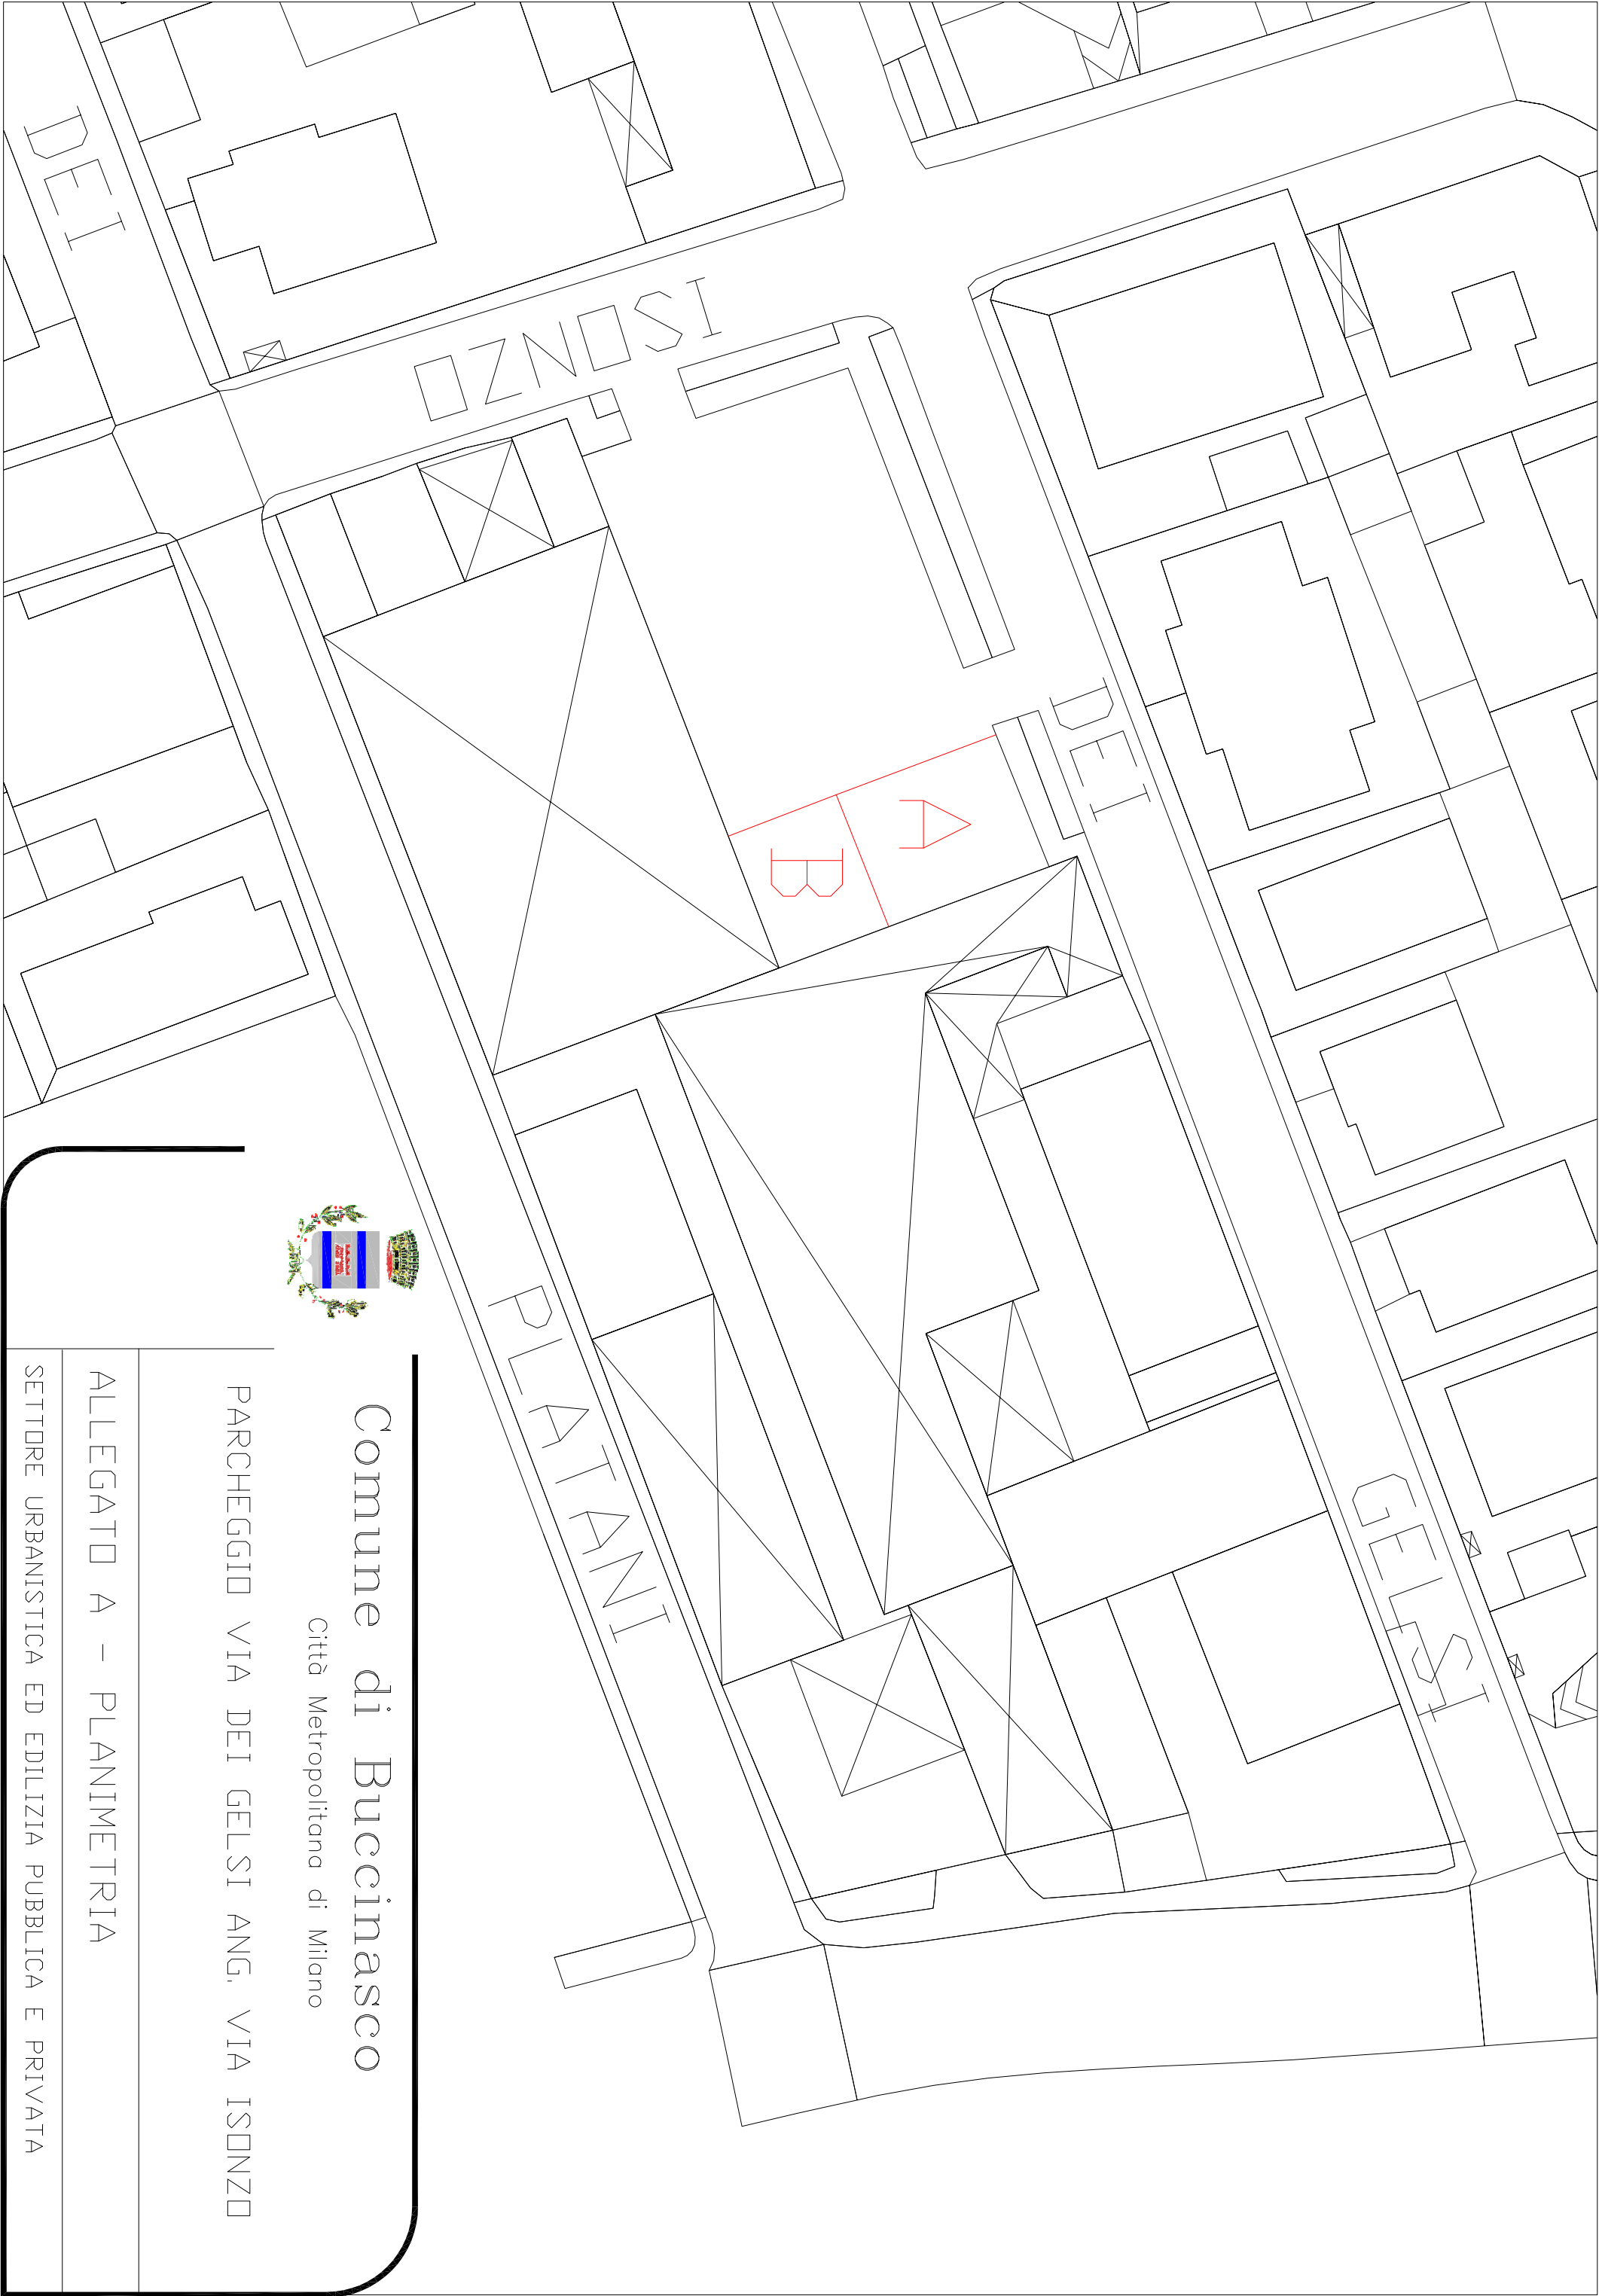 ISONZO
DEI
DEI
GELSI
PLATANI
A
B
Comune di Buccinasco
Città Metropolitana di Milano
PARCHEGGIO VIA DEI GELSI ANG. VIA ISONZO
ALLEGATO A - PLANIMETRIA
SETTORE URBANISTICA ED EDILIZIA PUBBLICA E PRIVATA